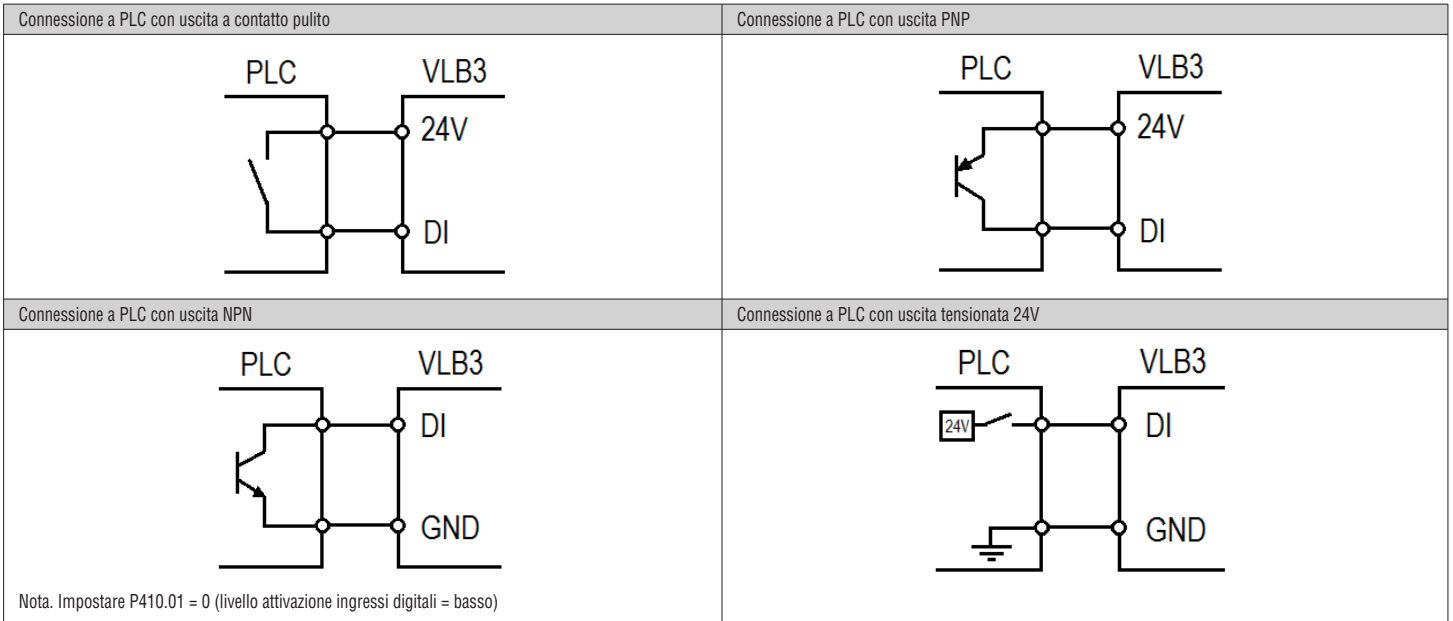 Connessione a PLC con uscita a contatto pulito
PLC VLB3
24V
DI
Connessione a PLC con uscita PNP
PLC VLB3
24V
DI
Connessione a PLC con uscita NPN
PLC VLB3
DI
GND
Nota. Impostare P410.01 = 0 (livello attivazione ingressi digitali = basso)
Connessione a PLC con uscita tensionata 24V
PLC VLB3
24V DI
GND